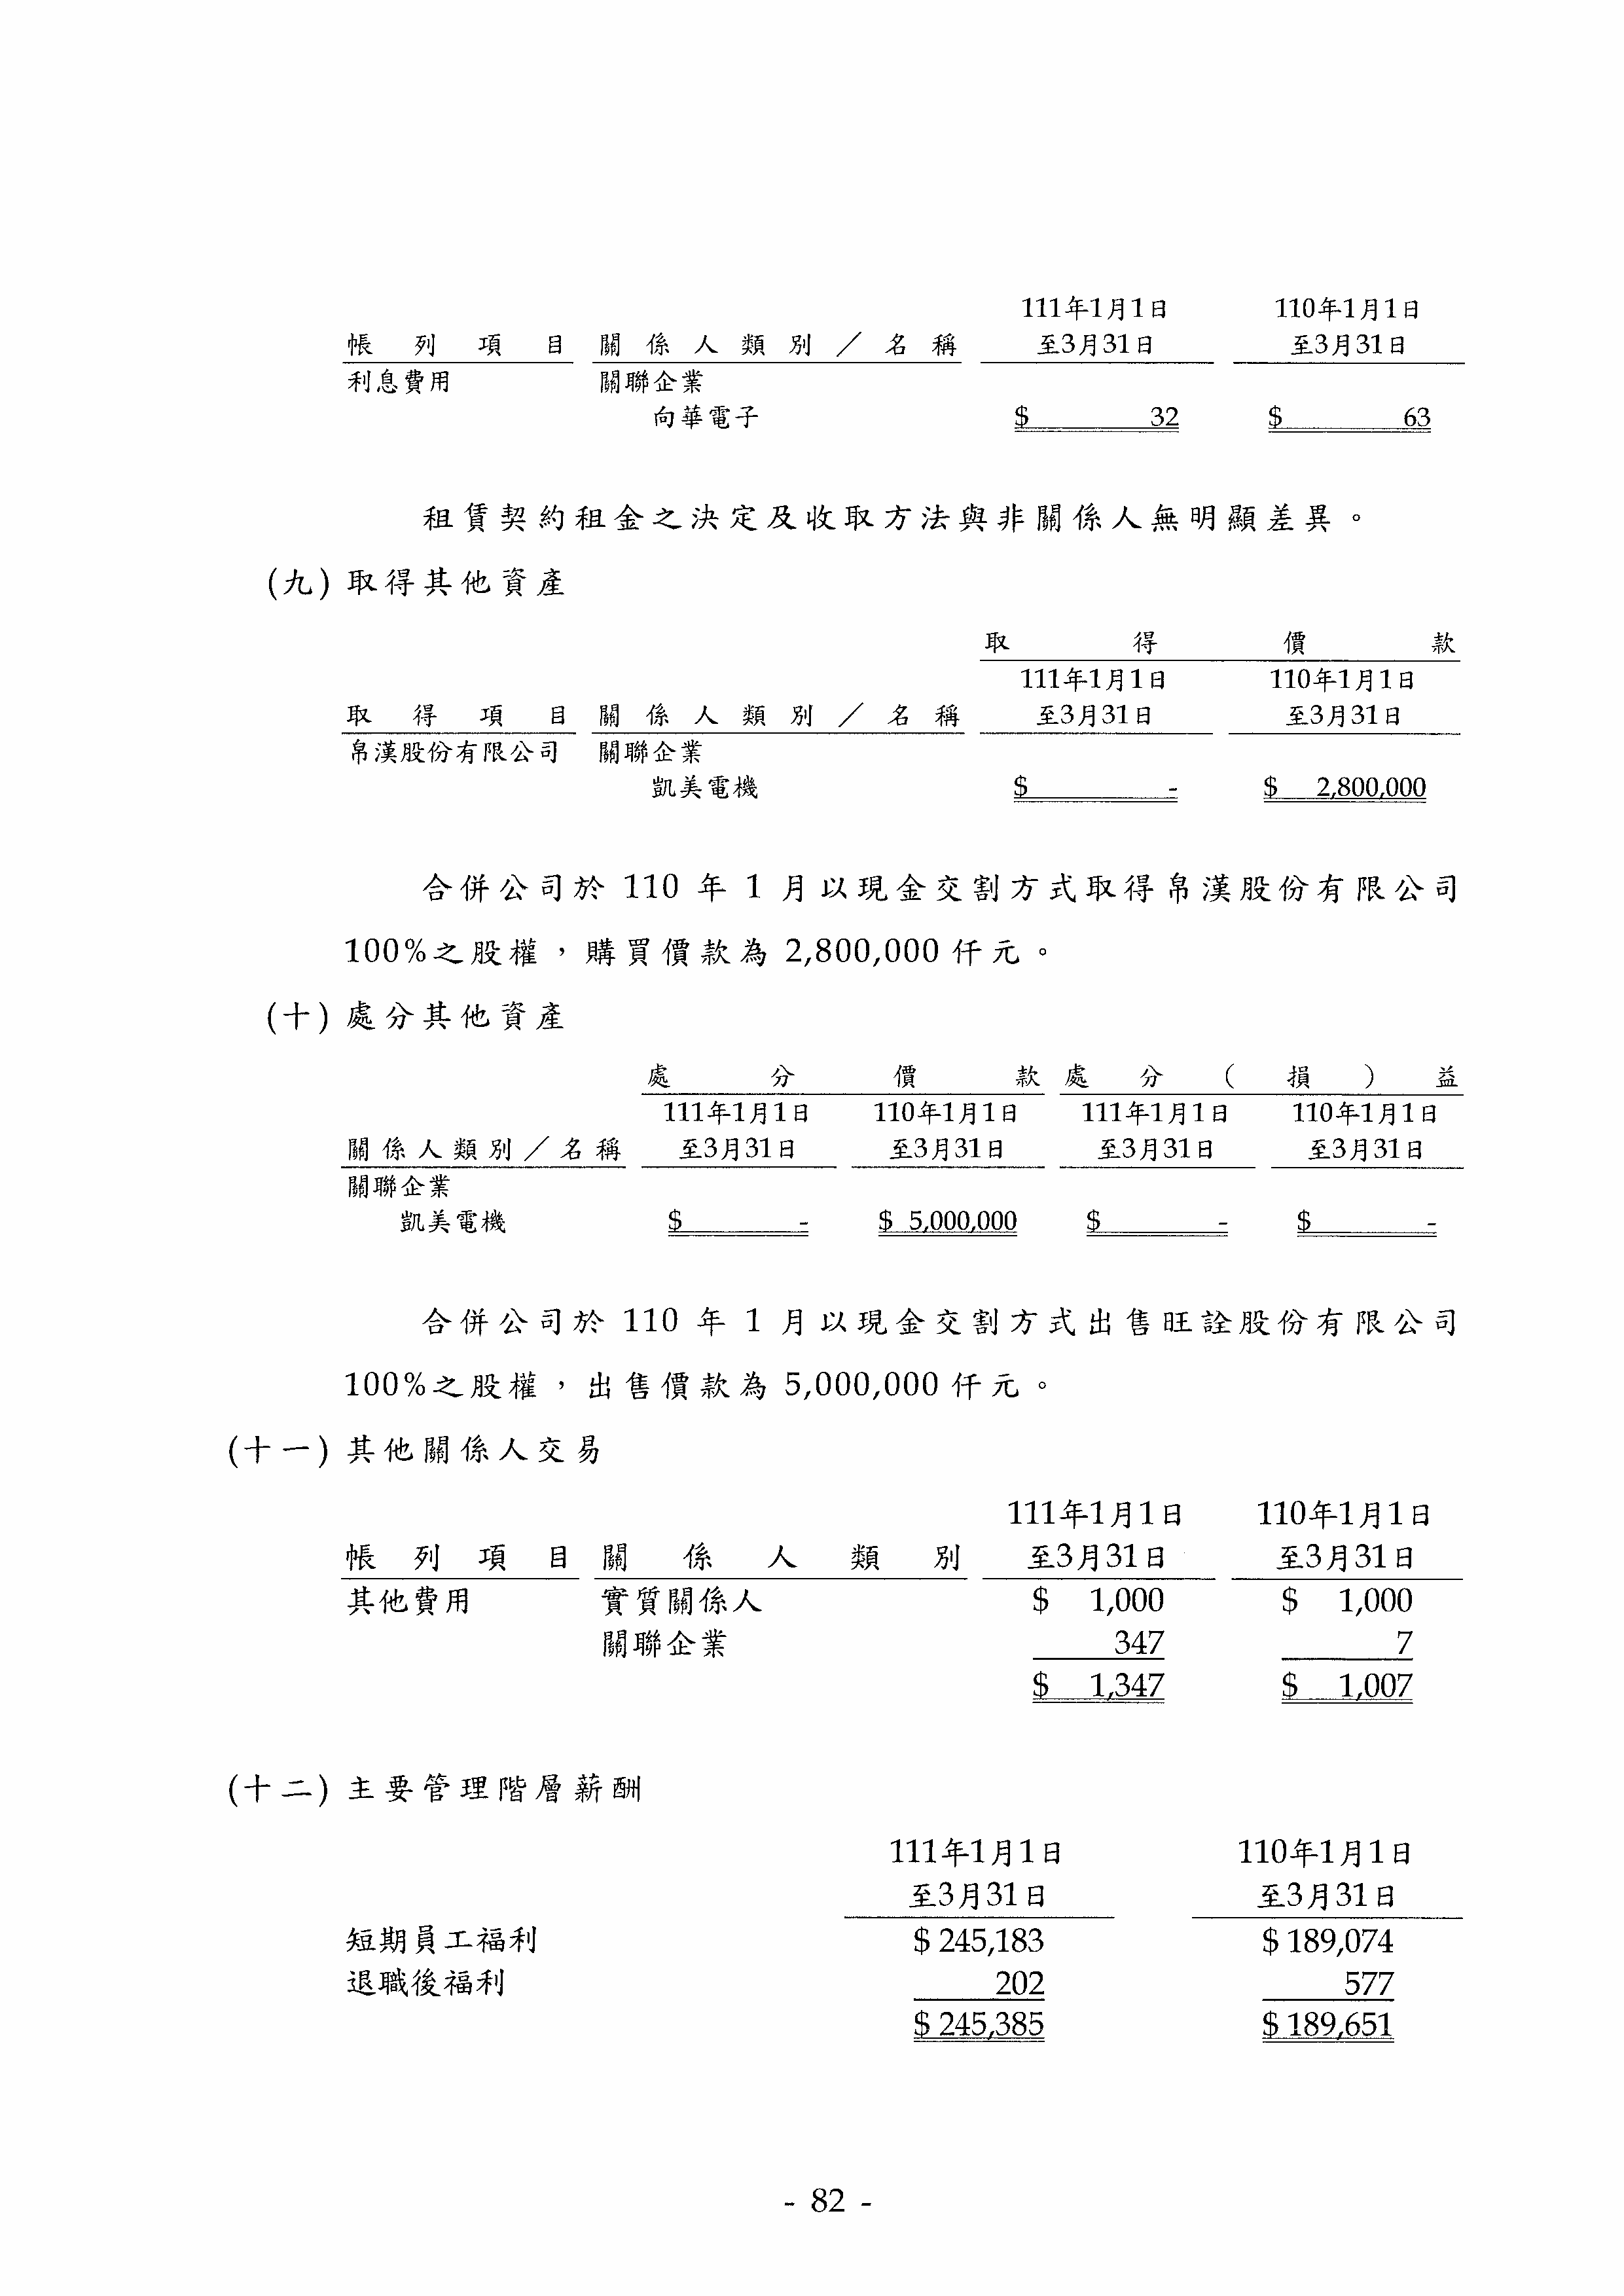 111年1月1日 110年1月1日
帳列項目 關係人類別／名稱 至3月31日 至3月31日
利息費用 關聯企業
向華電子 $ 32 $ 63
租賃契約租金之決定及收取方法與非關係人無明顯差異。
(九) 取得其他資產
取得價款
111年1月1日 110年1月1日
取得項目 關係人類別／名稱 至3月31日 至3月31日
帛漢股份有限公司 關聯企業
凱美電機 $ - $ 2,800,000
合併公司於 110 年 1 月以現金交割方式取得帛漢股份有限公司
100%之股權，購買價款為 2,800,000 仟元。
(十) 處分其他資產
處分價款 處分(損)益
111年1月1日 110年1月1日 111年1月1日 110年1月1日
關係人類別／名稱 至3月31日 至3月31日 至3月31日 至3月31日
關聯企業
凱美電機 $ - $ 5,000,000 $ - $ -
合併公司於 110 年 1 月以現金交割方式出售旺詮股份有限公司
100%之股權，出售價款為 5,000,000 仟元。
(十一) 其他關係人交易
111年1月1日 110年1月1日
帳列項目 關係人類別 至3月31日 至3月31日
其他費用 實質關係人 $ 1,000 $ 1,000
關聯企業 347 7
$ 1,347 $ 1,007
(十二) 主要管理階層薪酬
111年1月1日 110年1月1日
至3月31日 至3月31日
短期員工福利 $ 245,183 $ 189,074
退職後福利 202 577
$ 245,385 $ 189,651
- 82 -